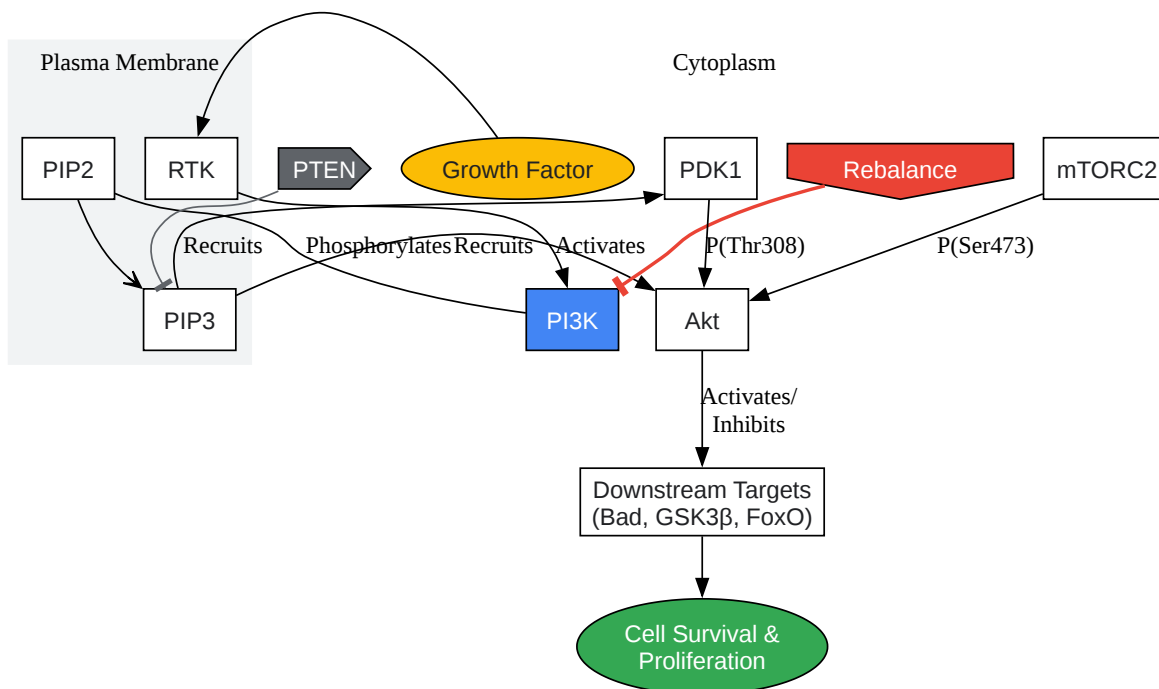 Plasma Membrane
Cytoplasm
PIP2
RTK
PTEN
Growth Factor
PDK1
Rebalance
mTORC2
Recruits
Phosphorylates
Recruits
Activates
P(Thr308)
P(Ser473)
PIP3
PI3K
Akt
Activates/
Inhibits
Downstream Targets
(Bad, GSK3β, FoxO)
Cell Survival &
Proliferation